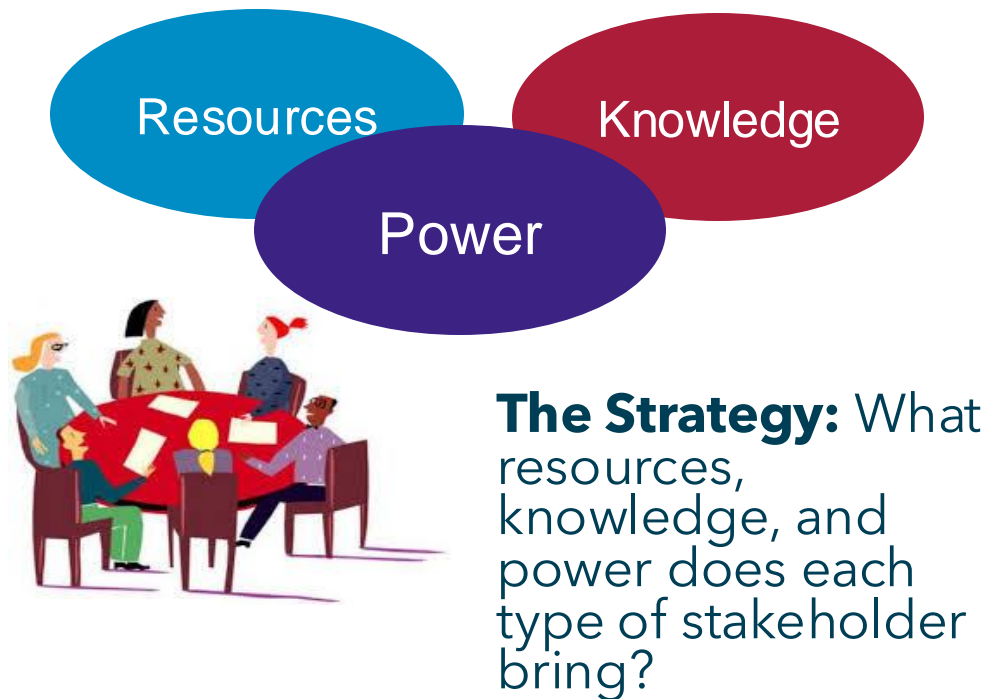 Resources
Knowledge
Power
The Strategy: What
resources,
knowledge, and
power does each
type of stakeholder
bring?